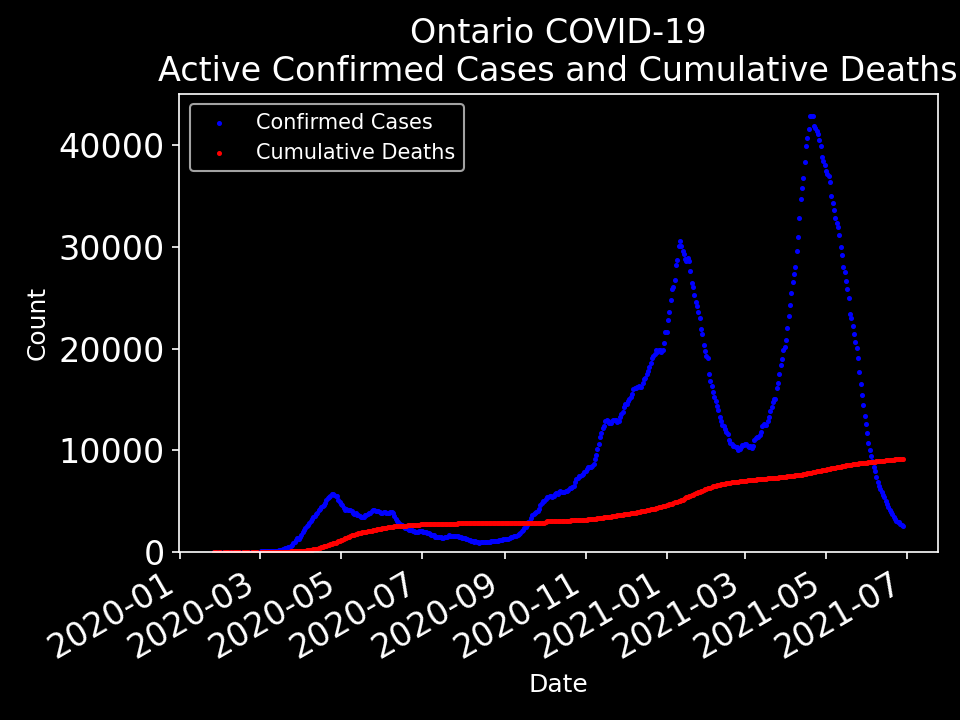 Ontario COVID-19
Active Confirmed Cases and Cumulative Deaths
Confirmed Cases
Cumulative Deaths
40000
30000
20000
10000
0
Count
2020-01
2020-03
2020-05
2020-07
2020-09
2020-11
2021-01
2021-03
2021-05
2021-07
Date